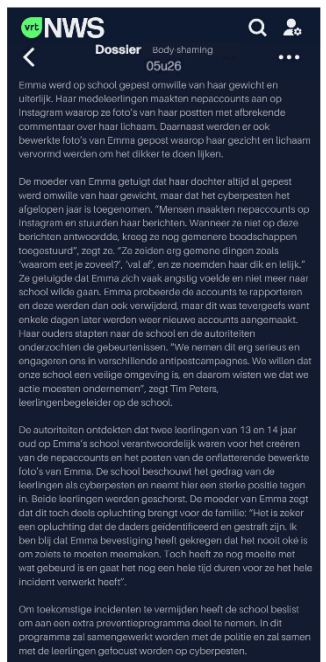 vrt NWS
Dossier Body shaming
05u26
Emma werd op school gepest omwille van haar gewicht en
uiterlijk. Haar medeleerlingen maakten nepaccounts aan op
Instagram waarop ze foto's van haar postten met afbrekende
commentaar over haar lichaam. Daarnaast werden er ook
bewerkte foto's van Emma gepost waarop haar gezicht en lichaam
vervormd werden om het dikker te doen lijken.
De moeder van Emma getuigt dat haar dochter altijd al gepest
werd omwille van haar gewicht, maar dat het cyberpesten het
afgelopen jaar is toegenomen. "Mensen maakten nepaccounts op
Instagram en stuurden haar berichten. Wanneer ze niet op deze
berichten antwoordde, kreeg ze nog gemenere boodschappen
toegestuurd", zegt ze. "Ze zeiden erg gemene dingen zoals
'waarom eet je zoveel?', 'val af', en ze noemden haar dik en lelijk."
Ze getuigde dat Emma zich vaak angstig voelde en niet meer naar
school wilde gaan. Emma probeerde de accounts te rapporteren
en deze werden dan ook verwijderd, maar dit was tevergeefs want
enkele dagen later werden weer nieuwe accounts aangemaakt.
Haar ouders stapten naar de school en de autoriteiten
onderzochten de gebeurtenissen. "We nemen dit erg serieus en
engageren ons in verschillende antipestcampagnes. We willen dat
onze school een veilige omgeving is, en daarom wisten we dat we
actie moesten ondernemen", zegt Tim Peters,
leerlingenbegeleider op de school.
De autoriteiten ontdekten dat twee leerlingen van 13 en 14 jaar
oud op Emma's school verantwoordelijk waren voor het creëren
van de nepaccounts en het posten van de onflatterende bewerkte
foto's van Emma. De school beschouwt het gedrag van de
leerlingen als cyberpesten en neemt hier een sterke positie tegen
in. Beide leerlingen werden geschorst. De moeder van Emma zegt
dat dit toch deels opluchting brengt voor de familie: "Het is zeker
een opluchting dat de daders geïdentificeerd en gestraft zijn. Ik
ben blij dat Emma bevestiging heeft gekregen dat het nooit oké is
om zoiets te moeten meemaken. Toch heeft ze nog moeite met
wat gebeurd is en gaat het nog een hele tijd duren voor ze het hele
incident verwerkt heeft".
Om toekomstige incidenten te vermijden heeft de school beslist
om aan een extra preventieprogramma deel te nemen. In dit
programma zal samengewerkt worden met de politie en zal samen
met de leerlingen gefocust worden op cyberpesten.